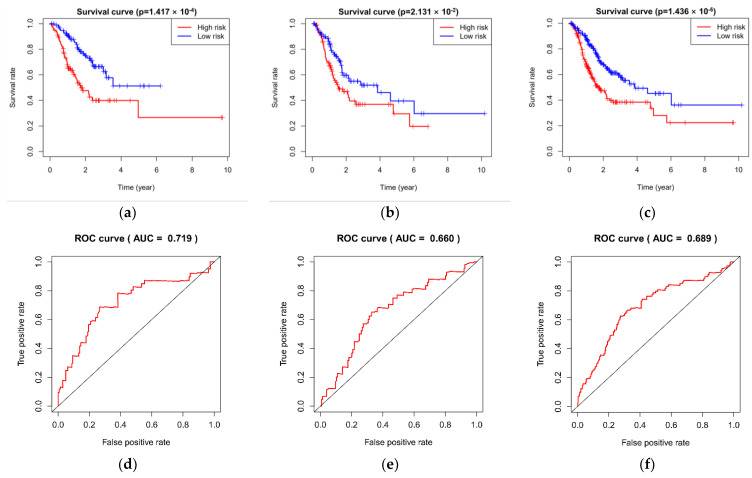 Survival curve (p=1.417 × 10⁻⁴)
High risk
Low risk
Survival rate
1.0
0.8
0.6
0.4
0.2
0.0
0 2 4 6 8 10
Time (year)
(a)
Survival curve (p=2.131 × 10⁻²)
High risk
Low risk
Survival rate
1.0
0.8
0.6
0.4
0.2
0.0
0 2 4 6 8 10
Time (year)
(b)
Survival curve (p=1.436 × 10⁻⁵)
High risk
Low risk
Survival rate
1.0
0.8
0.6
0.4
0.2
0.0
0 2 4 6 8 10
Time (year)
(c)
ROC curve ( AUC = 0.719 )
True positive rate
1.0
0.8
0.6
0.4
0.2
0.0
0.0 0.2 0.4 0.6 0.8 1.0
False positive rate
(d)
ROC curve ( AUC = 0.660 )
True positive rate
1.0
0.8
0.6
0.4
0.2
0.0
0.0 0.2 0.4 0.6 0.8 1.0
False positive rate
(e)
ROC curve ( AUC = 0.689 )
True positive rate
1.0
0.8
0.6
0.4
0.2
0.0
0.0 0.2 0.4 0.6 0.8 1.0
False positive rate
(f)